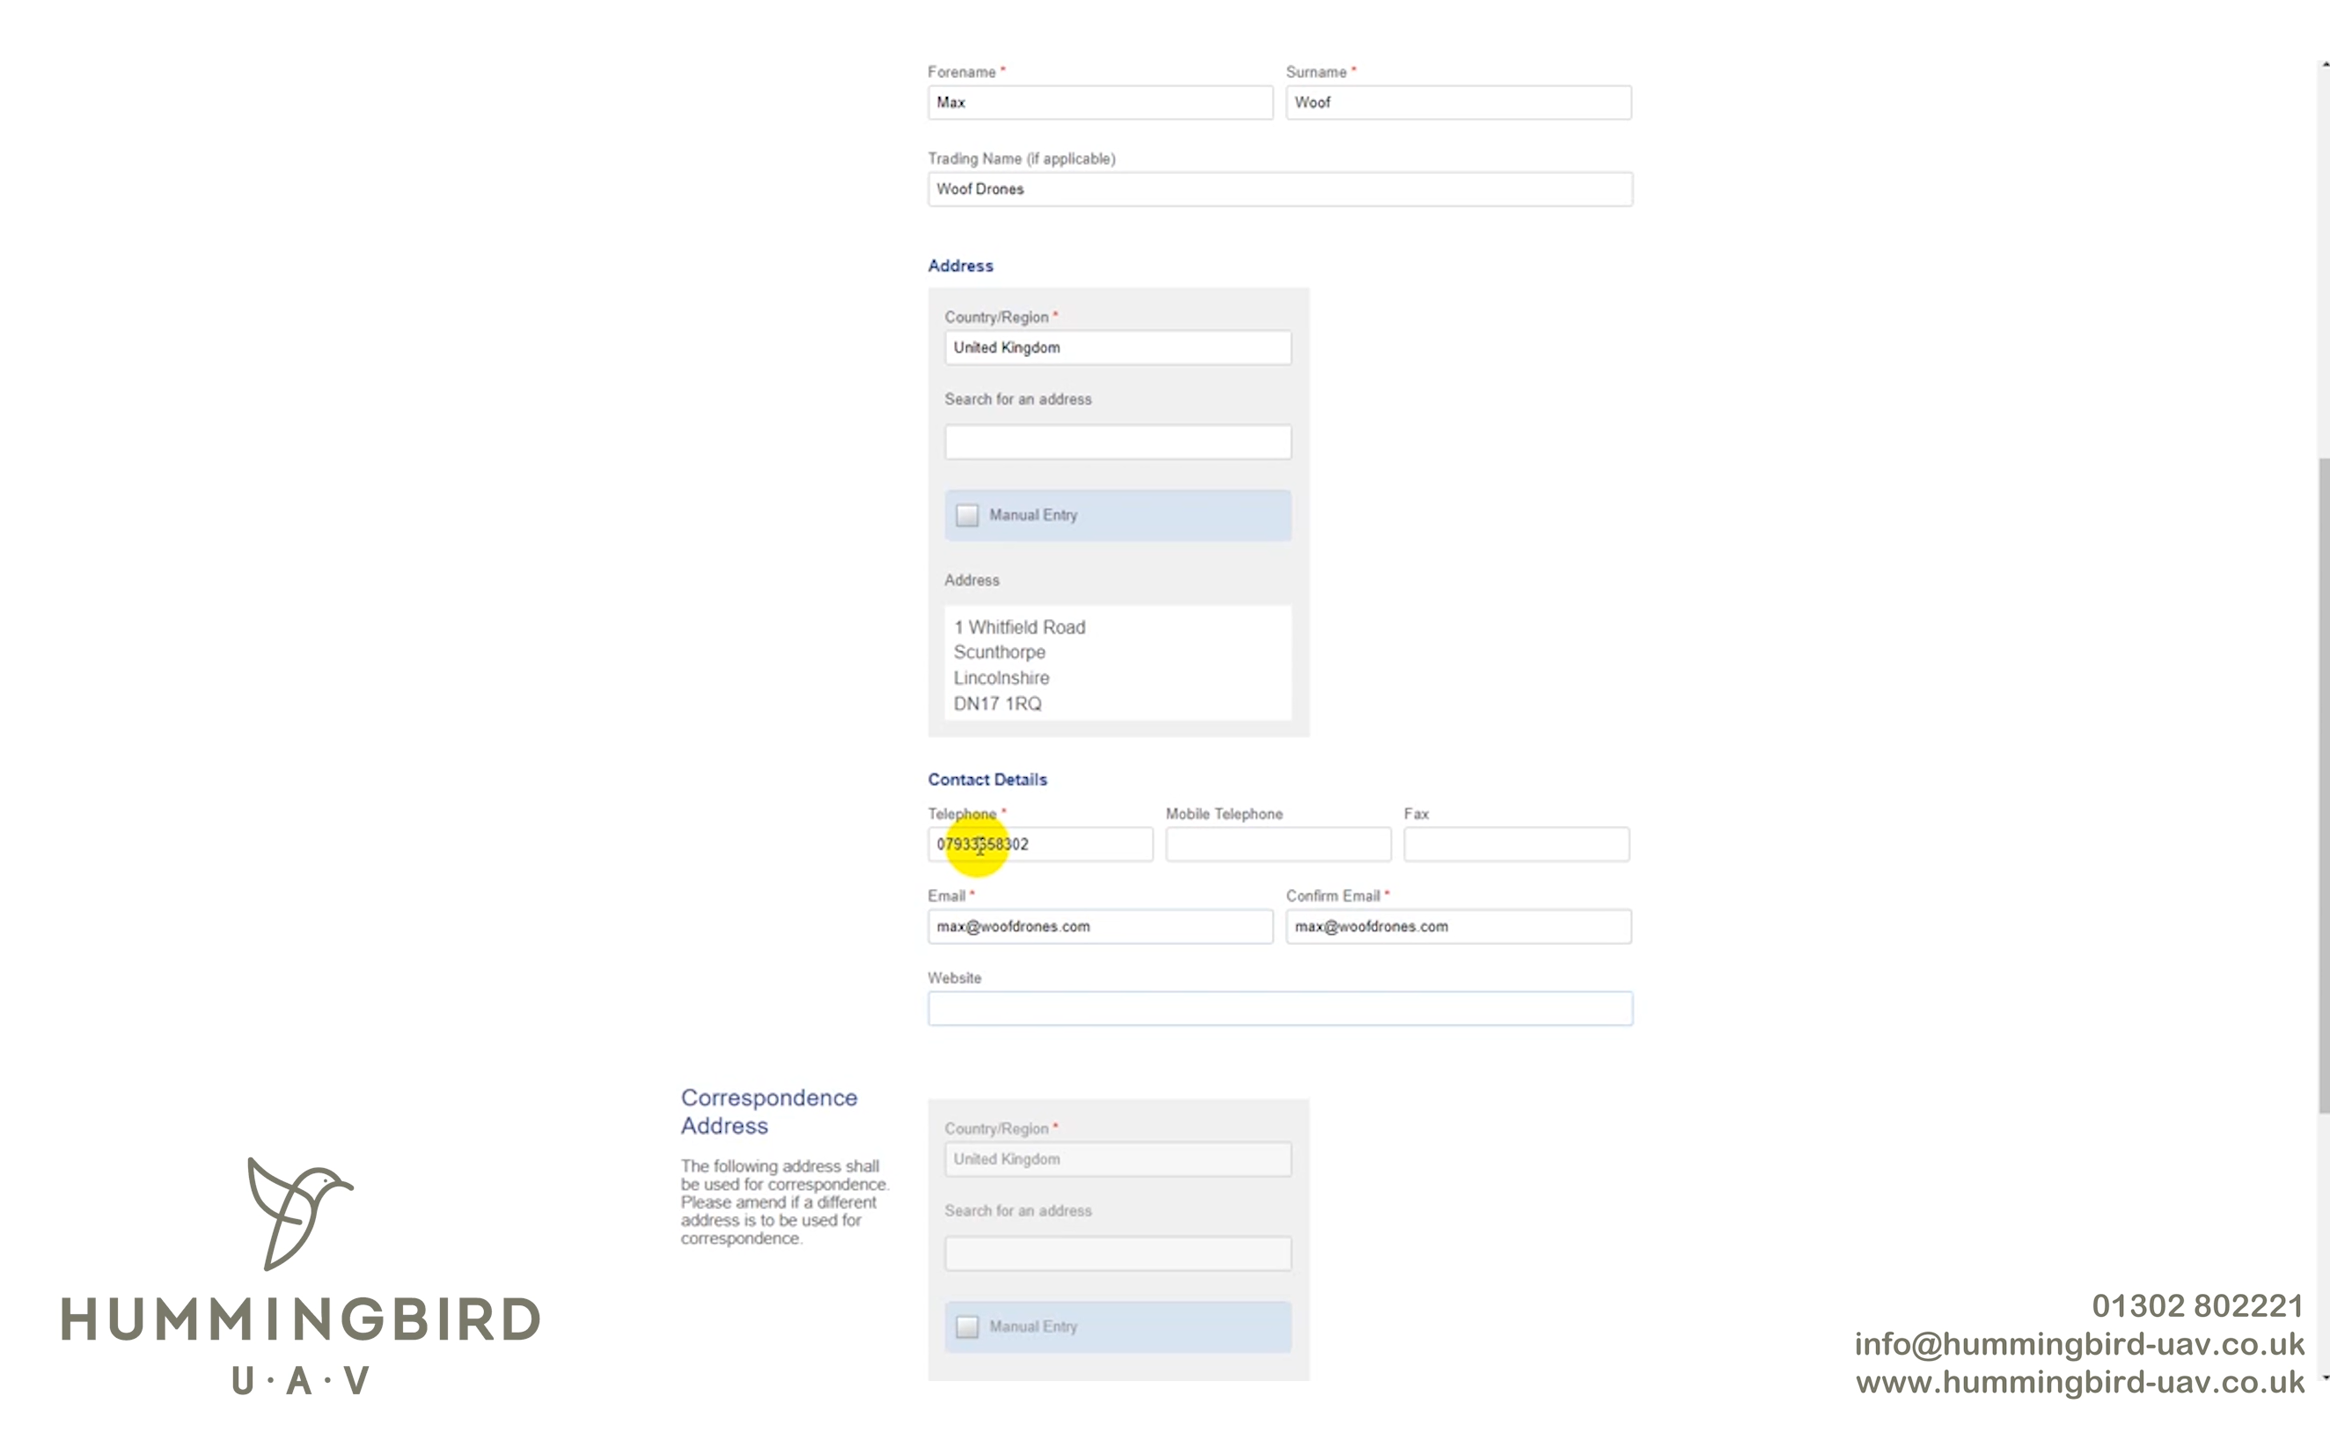 Forename *
Surname *
Max
Woof
Trading Name (if applicable)
Woof Drones
Address
Country/Region *
United Kingdom
Search for an address
Manual Entry
Address
1 Whitfield Road
Scunthorpe
Lincolnshire
DN17 1RQ
Contact Details
Telephone *
Mobile Telephone
Fax
Email *
Confirm Email *
max@woofdrones.com
max@woofdrones.com
Website
Correspondence
Address
The following address shall
be used for correspondence.
Please amend if a different
address is to be used for
correspondence.
Country/Region *
United Kingdom
Search for an address
Manual Entry
HUMMINGBIRD
U·A·V
01302 802221
info@hummingbird-uav.co.uk
www.hummingbird-uav.co.uk